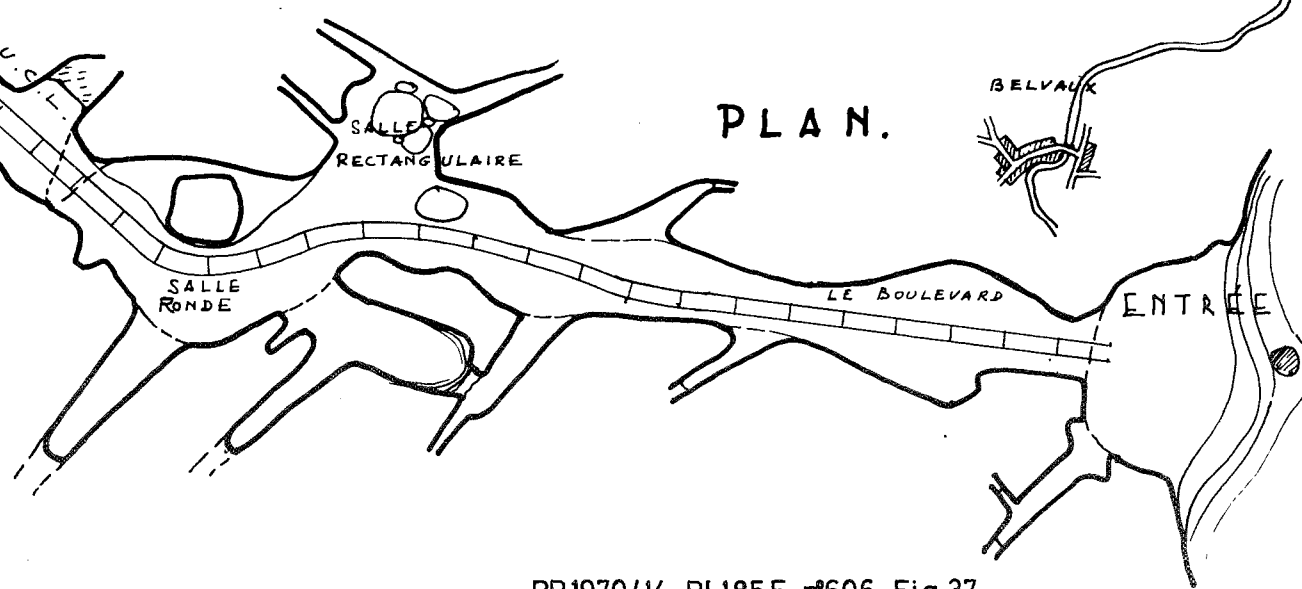 PLAN.
BELVAUX
SALLE
RECTANGULAIRE
SALLE
RONDE
LE BOULEVARD
ENTRÉE